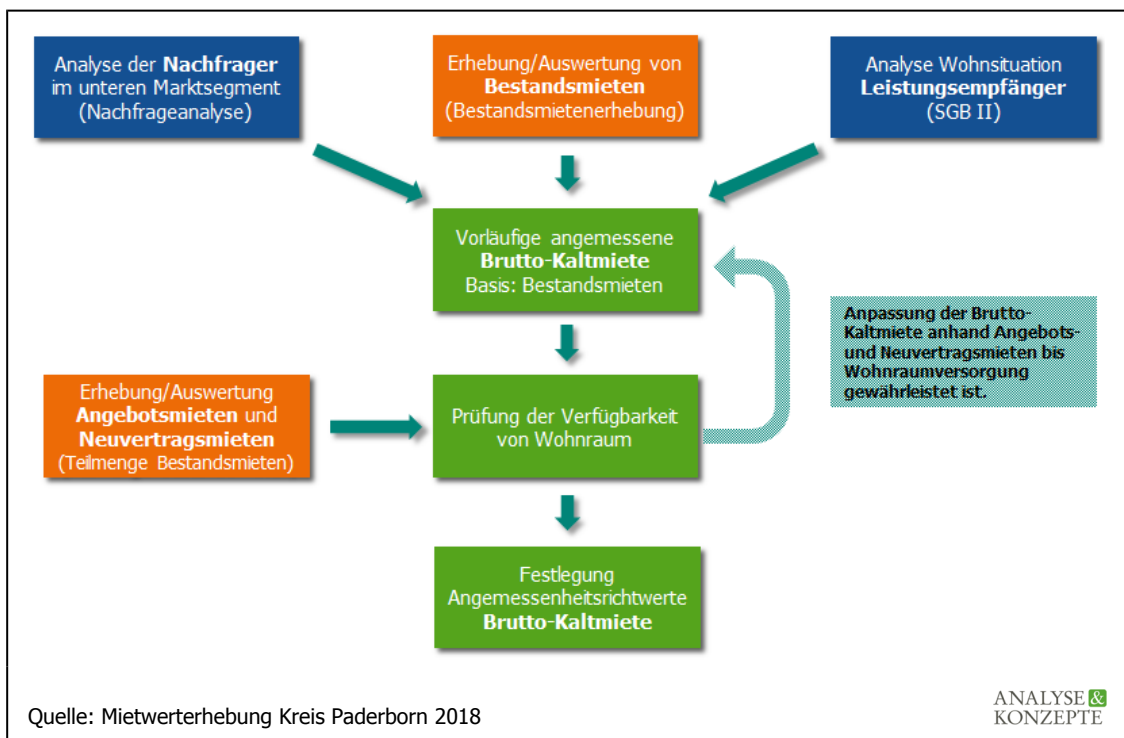 Analyse der Nachfrager
im unteren Marktsegment
(Nachfrageanalyse)
Erhebung/Auswertung von
Bestandsmieten
(Bestandsmietenerhebung)
Analyse Wohnsituation
Leistungsempfänger
(SGB II)
Vorläufige angemessene
Brutto-Kaltmiete
Basis: Bestandsmieten
Anpassung der Brutto-
Kaltmiete anhand Angebots-
und Neuvertragsmieten bis
Wohnraumversorgung
gewährleistet ist.
Erhebung/Auswertung
Angebotsmieten und
Neuvertragsmieten
(Teilmenge Bestandsmieten)
Prüfung der Verfügbarkeit
von Wohnraum
Festlegung
Angemessenheitsrichtwerte
Brutto-Kaltmiete
Quelle: Mietwerterhebung Kreis Paderborn 2018
ANALYSE &
KONZEPTE